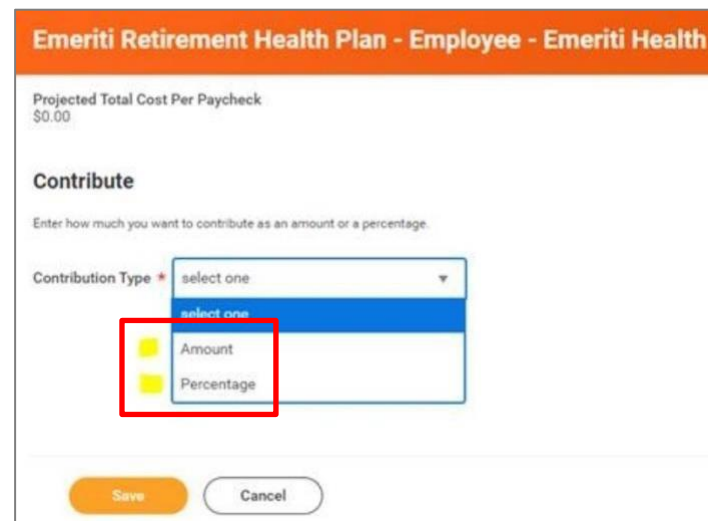 Emeriti Retirement Health Plan - Employee - Emeriti Health
Projected Total Cost Per Paycheck
$0.00
Contribute
Enter how much you want to contribute as an amount or a percentage.
Contribution Type * select one
select one
Amount
Percentage
Save Cancel